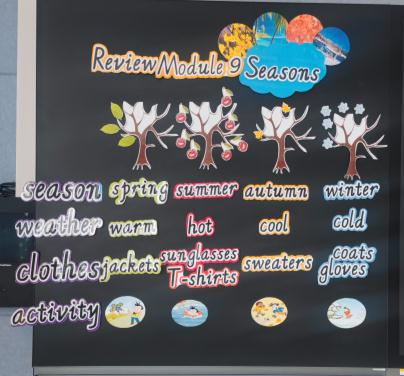 Review Module 9 Seasons
season spring summer autumn winter
weather warm hot cool cold
clothes jackets sunglasses T-shirts sweaters coats gloves
activity